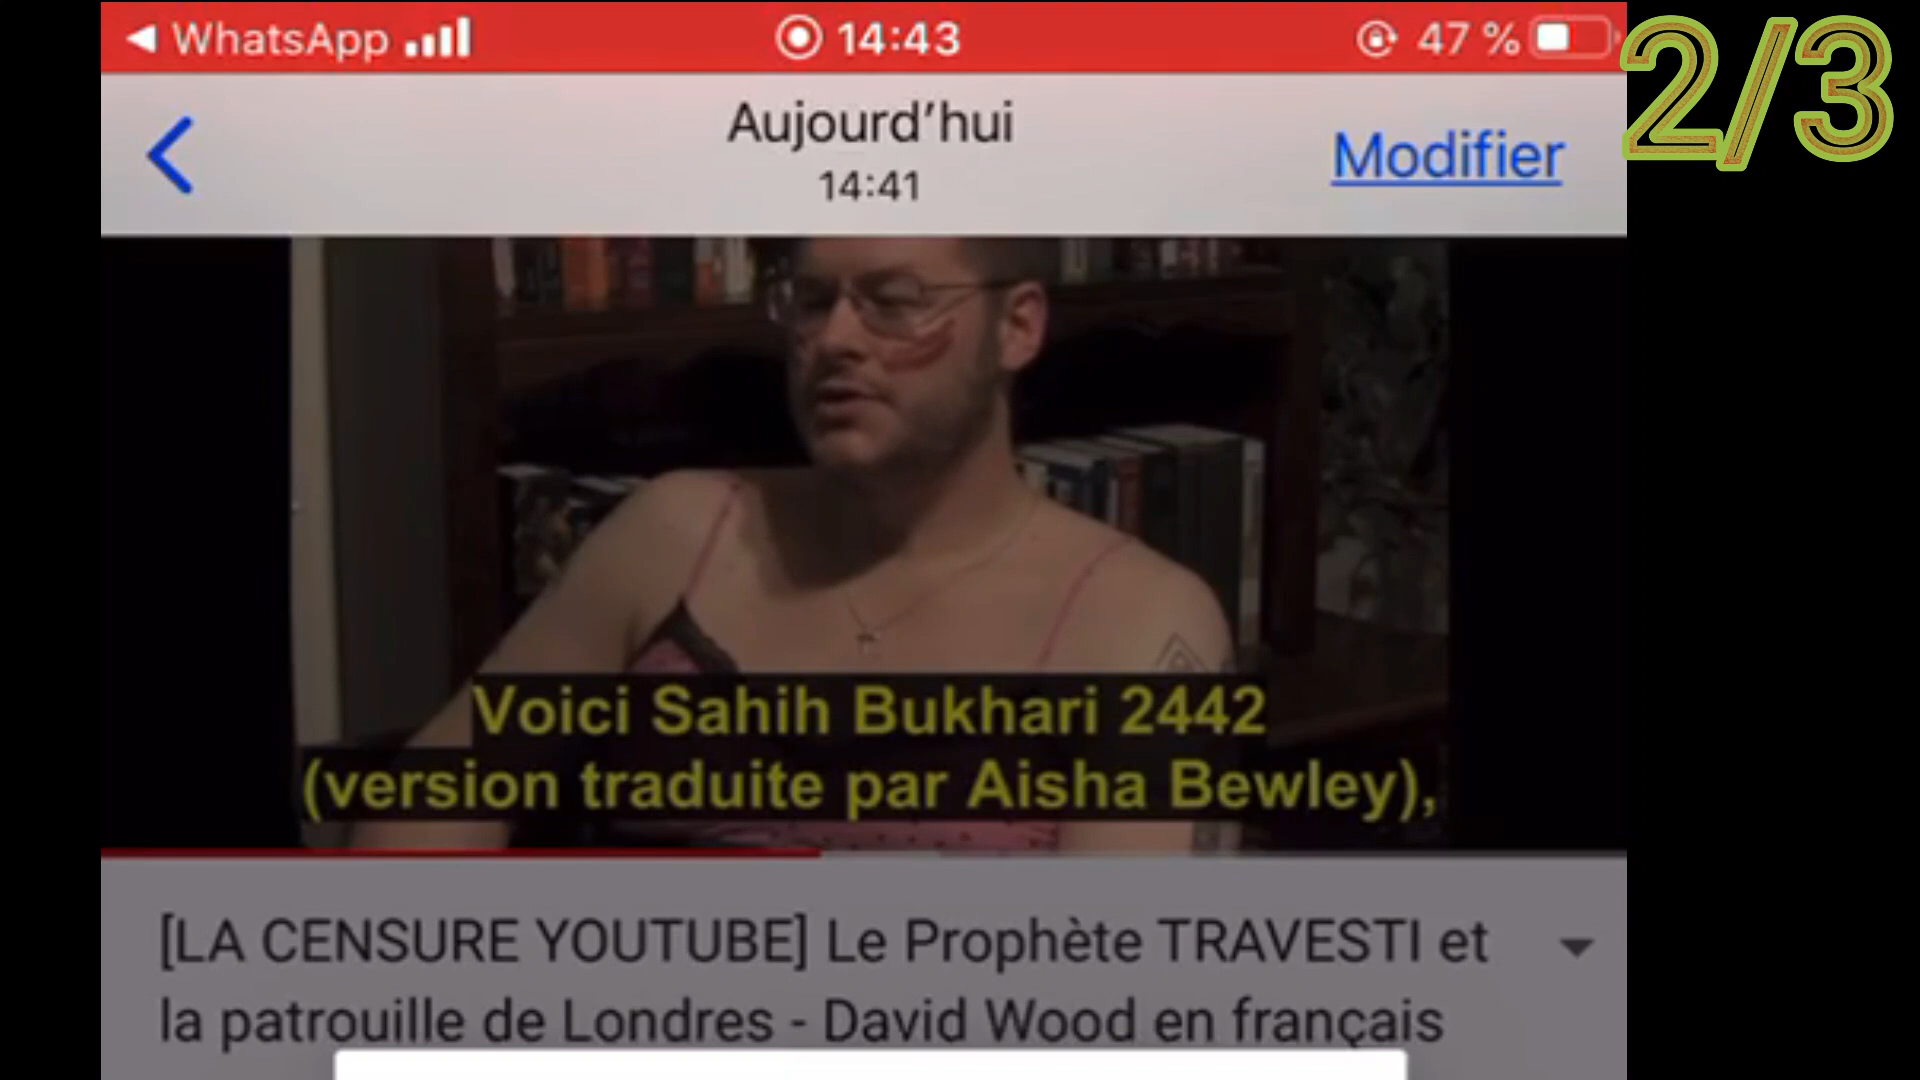 WhatsApp 14:43 47 %
2/3
Aujourd'hui
14:41
Modifier
Voici Sahih Bukhari 2442
(version traduite par Aisha Bewley),
[LA CENSURE YOUTUBE] Le Prophète TRAVESTI et
la patrouille de Londres - David Wood en français